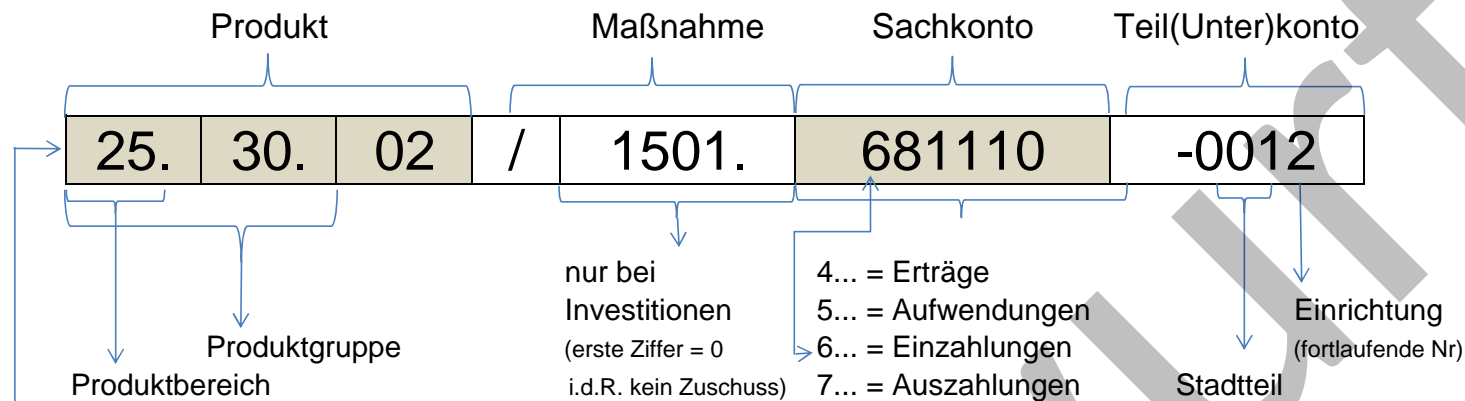 Produkt Maßnahme Sachkonto Teil(Unter)konto
25. 30. 02 / 1501. 681110 -0012
nur bei
Investitionen
(erste Ziffer = 0
i.d.R. kein Zuschuss)
4... = Erträge
5... = Aufwendungen
6... = Einzahlungen
7... = Auszahlungen
Einrichtung
(fortlaufende Nr)
Produktgruppe
Produktbereich
Stadtteil